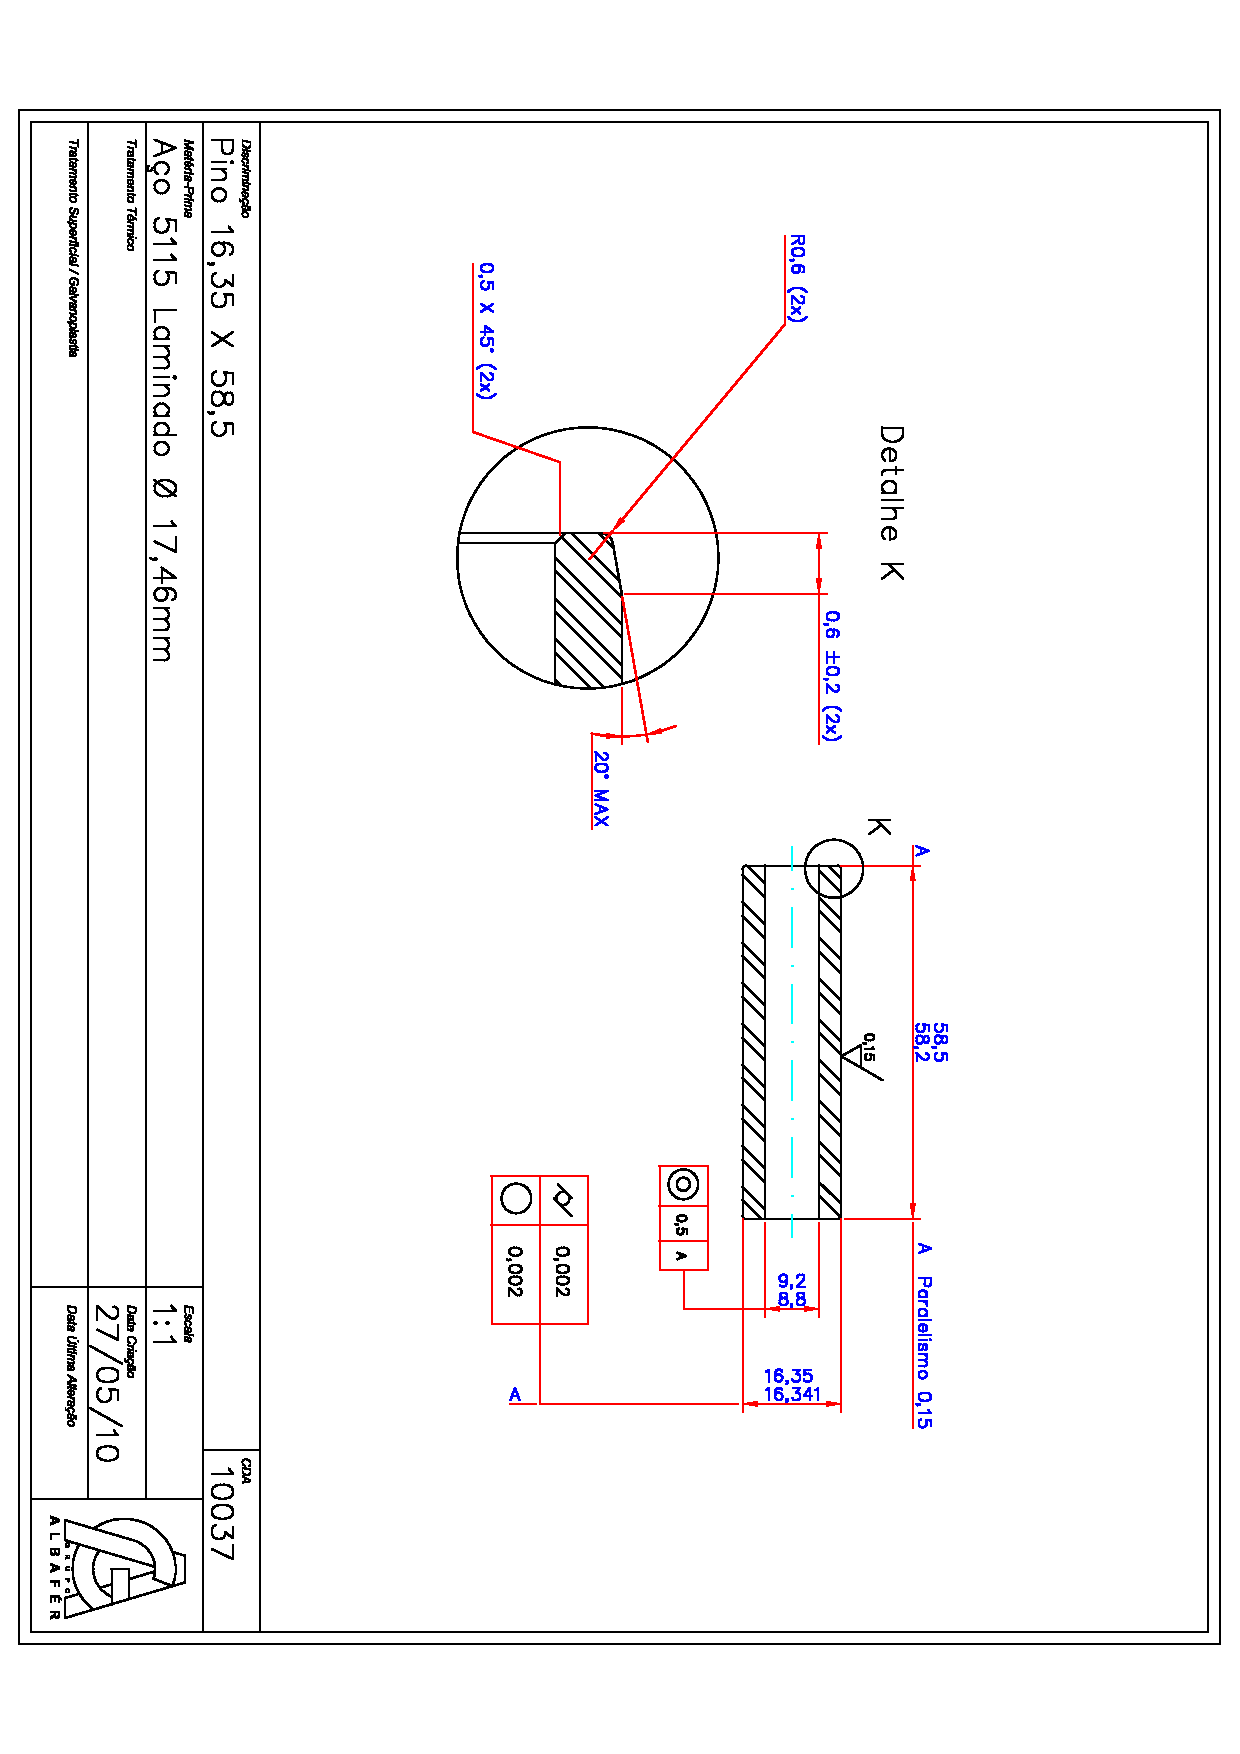 Detalhe K
R0,6 (2x)
0,5 X 45° (2x)
0,6 ±0,2 (2x)
20° MAX
K
A
58,5
58,2
0,15
A Paralelismo 0,15
0,5 A
9,2
8,8
16,35
16,341
0,002
0,002
A
Discriminação
Pino 16,35 X 58,5
CDA
10037
Matéria-Prima
Aço 5115 Laminado Ø 17,46mm
Escala
1:1
Tratamento Térmico
Data Criação
27/05/10
Tratamento Superficial / Galvanoplastia
Data Última Alteração
GRUPO
ALBAFÉR